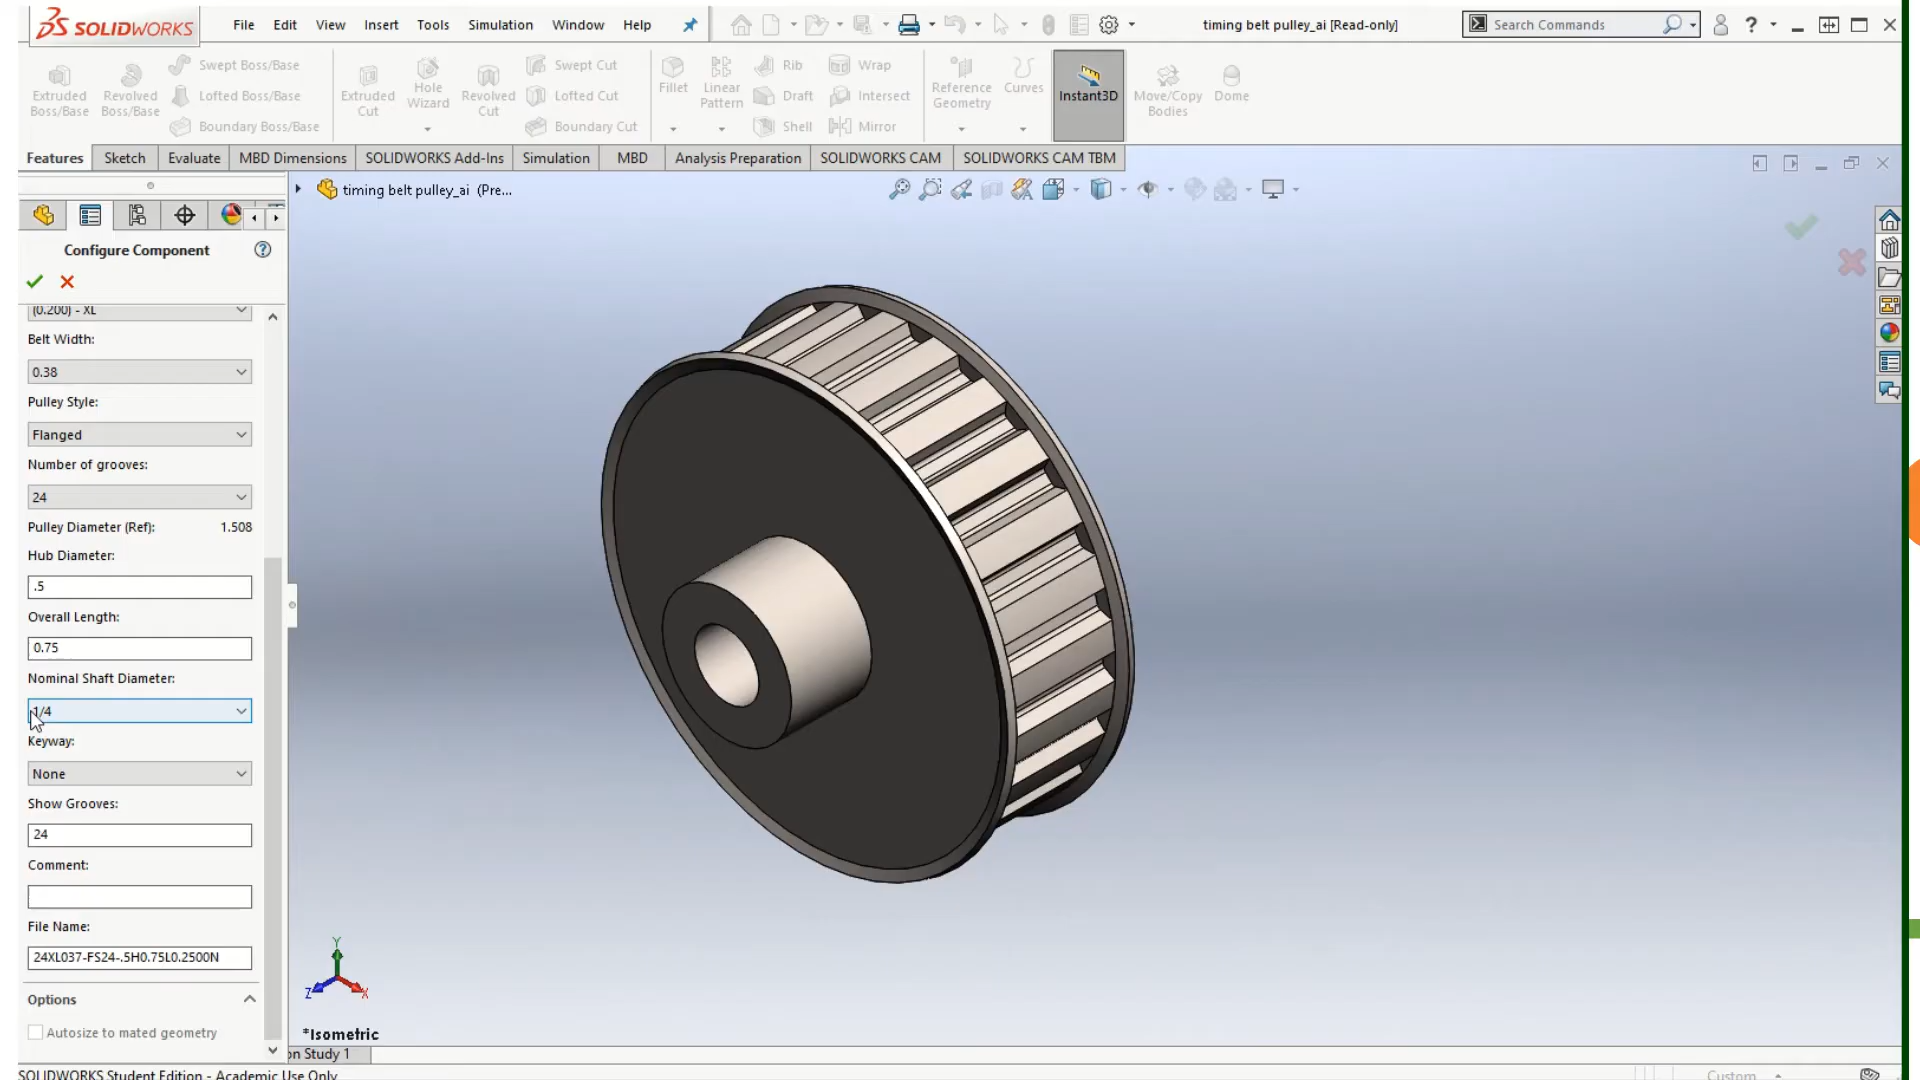 SOLIDWORKS
File Edit View Insert Tools Simulation Window Help
timing belt pulley_ai [Read-only]
Search Commands
?
Extruded Boss/Base
Revolved Boss/Base
Swept Boss/Base
Lofted Boss/Base
Boundary Boss/Base
Extruded Cut
Hole Wizard
Revolved Cut
Swept Cut
Lofted Cut
Boundary Cut
Fillet
Linear Pattern
Rib
Draft
Shell
Wrap
Intersect
Mirror
Reference Geometry
Curves
Instant3D
Move/Copy Bodies
Dome
Features Sketch Evaluate MBD Dimensions SOLIDWORKS Add-Ins Simulation MBD Analysis Preparation SOLIDWORKS CAM SOLIDWORKS CAM TBM
timing belt pulley_ai (Pre...
Configure Component
?
(0.200) - XL
Belt Width:
0.38
Pulley Style:
Flanged
Number of grooves:
24
Pulley Diameter (Ref): 1.508
Hub Diameter:
.5
Overall Length:
0.75
Nominal Shaft Diameter:
1/4
Keyway:
None
Show Grooves:
24
Comment:
File Name:
24XL037-FS24-.5H0.75L0.2500N
Options
Autosize to mated geometry
Y
Z
X
*Isometric
on Study 1
SOLIDWORKS Student Edition - Academic Use Only
Custom